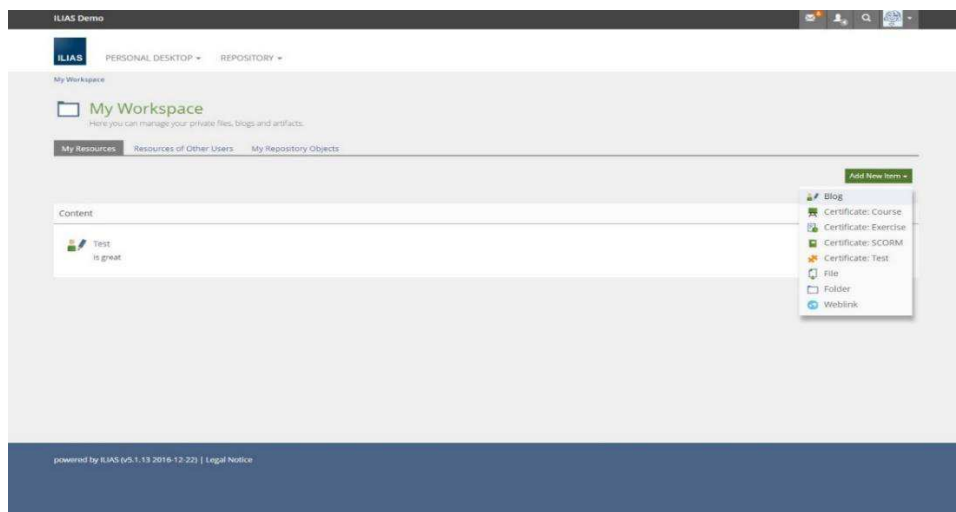 ILIAS Demo
ILIAS PERSONAL DESKTOP REPOSITORY
My Workspace
My Workspace
Here you can manage your private files, blogs and artifacts.
My Resources Resources of Other Users My Repository Objects
Add New Item
Blog
Content
Certificate: Course
Certificate: Exercise
Test
Certificate: SCORM
is great
Certificate: Test
File
Folder
Weblink
powered by ILIAS (v5.1.13 2016-12-22) | Legal Notice